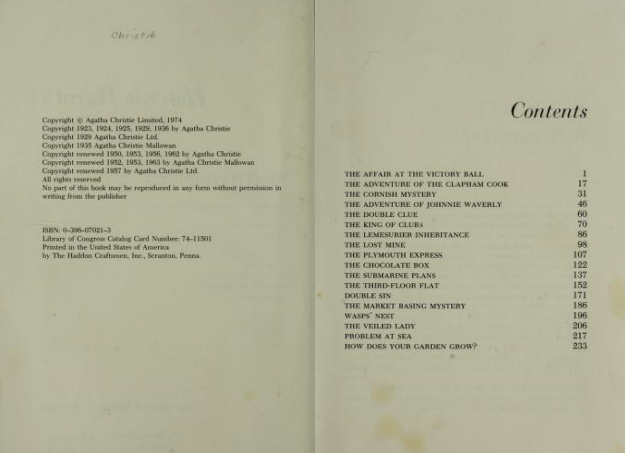 Christie
Copyright © Agatha Christie Limited, 1974
Copyright 1923, 1924, 1925, 1929, 1936 by Agatha Christie
Copyright 1929 Agatha Christie Ltd.
Copyright 1935 Agatha Christie Mallowan
Copyright renewed 1950, 1953, 1956, 1962 by Agatha Christie
Copyright renewed 1952, 1953, 1963 by Agatha Christie Mallowan
Copyright renewed 1957 by Agatha Christie Ltd.
All rights reserved
No part of this book may be reproduced in any form without permission in
writing from the publisher
ISBN: 0-396-07021-3
Library of Congress Catalog Card Number: 74-11501
Printed in the United States of America
by The Haddon Craftsmen, Inc., Scranton, Penna.
Contents
THE AFFAIR AT THE VICTORY BALL 1
THE ADVENTURE OF THE CLAPHAM COOK 17
THE CORNISH MYSTERY 31
THE ADVENTURE OF JOHNNIE WAVERLY 46
THE DOUBLE CLUE 60
THE KING OF CLUBS 70
THE LEMESURIER INHERITANCE 86
THE LOST MINE 98
THE PLYMOUTH EXPRESS 107
THE CHOCOLATE BOX 122
THE SUBMARINE PLANS 137
THE THIRD-FLOOR FLAT 152
DOUBLE SIN 171
THE MARKET BASING MYSTERY 186
WASPS' NEST 196
THE VEILED LADY 206
PROBLEM AT SEA 217
HOW DOES YOUR GARDEN GROW? 233